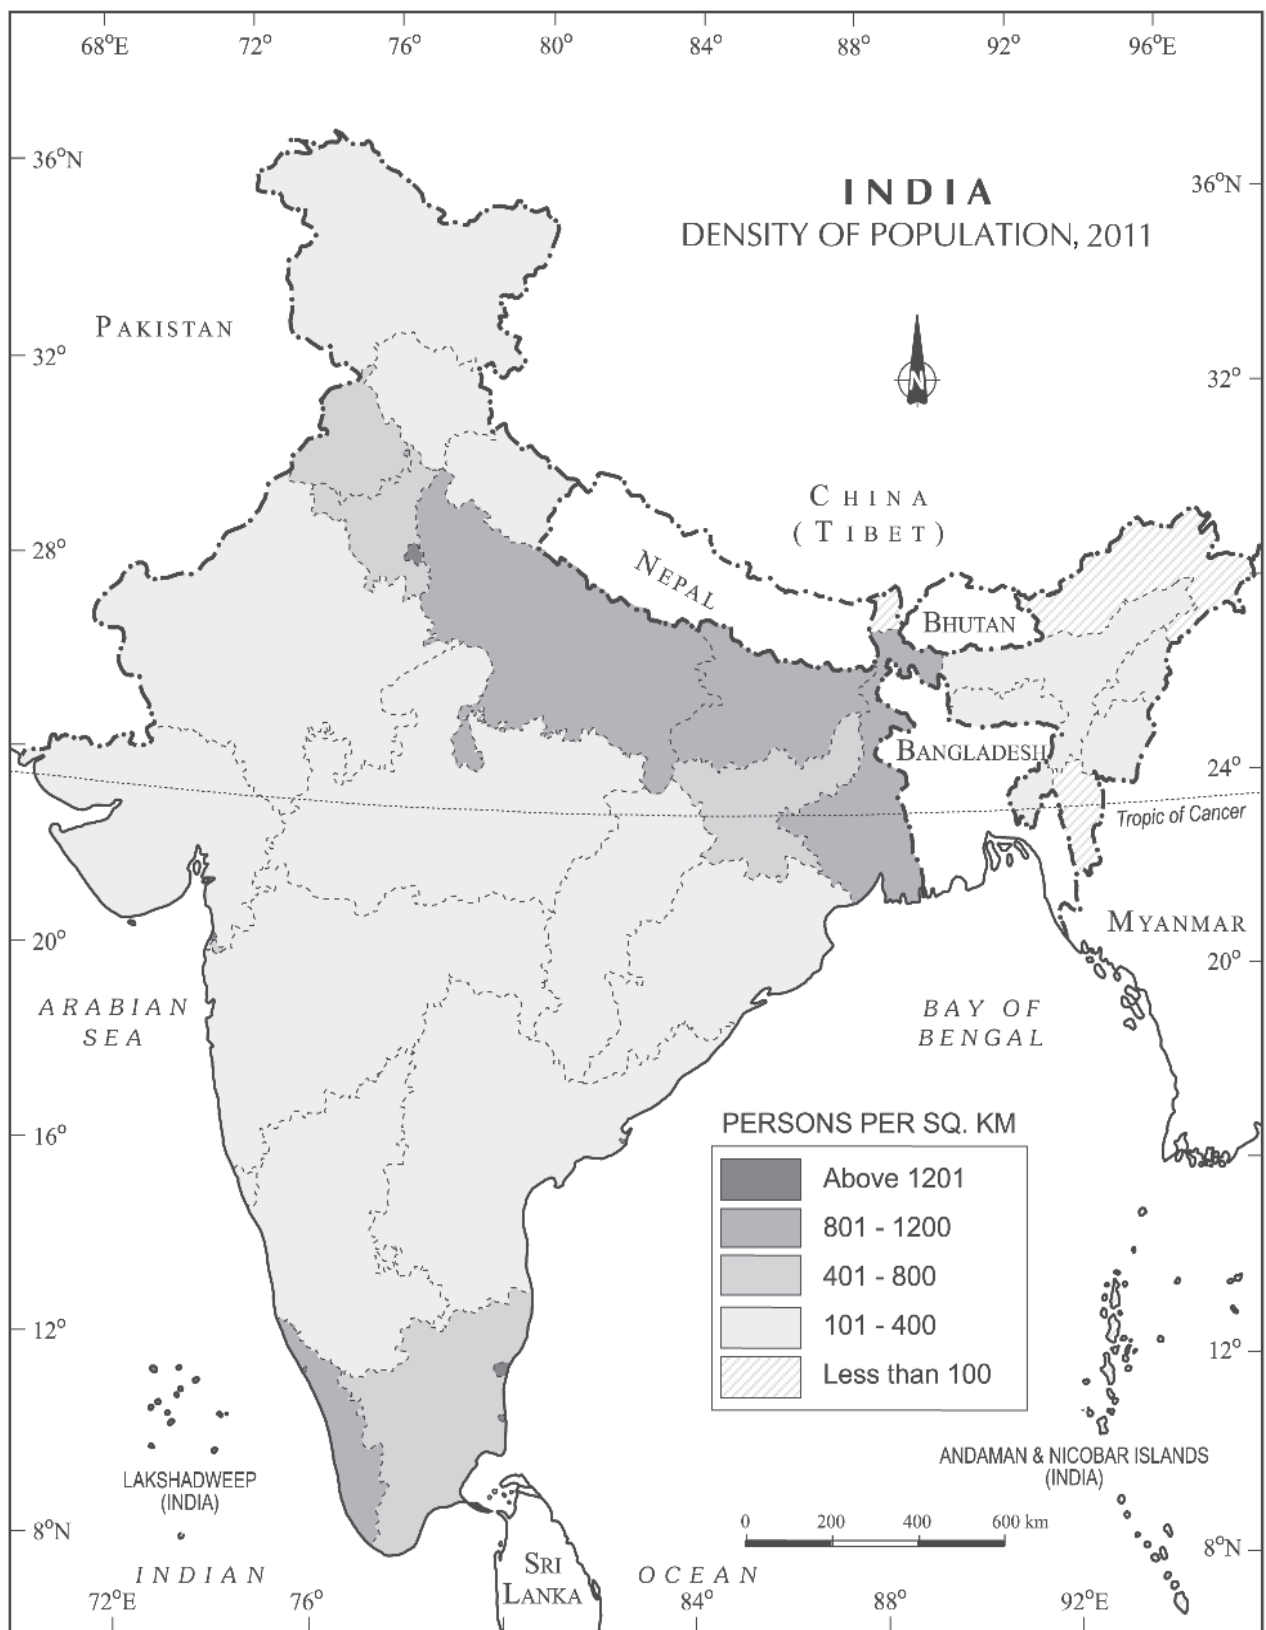 68°E 72° 76° 80° 84° 88° 92° 96°E
36°N
36°N
INDIA
DENSITY OF POPULATION, 2011
PAKISTAN
32°
32°
N
CHINA
(TIBET)
28°
NEPAL
BHUTAN
BANGLADESH
24°
Tropic of Cancer
MYANMAR
20°
20°
ARABIAN
SEA
BAY OF
BENGAL
16°
PERSONS PER SQ. KM
Above 1201
801 - 1200
401 - 800
101 - 400
Less than 100
12°
12°
LAKSHADWEEP
(INDIA)
ANDAMAN & NICOBAR ISLANDS
(INDIA)
0 200 400 600 km
8°N
8°N
INDIAN OCEAN
SRI
LANKA
72°E 76° 84° 88° 92°E